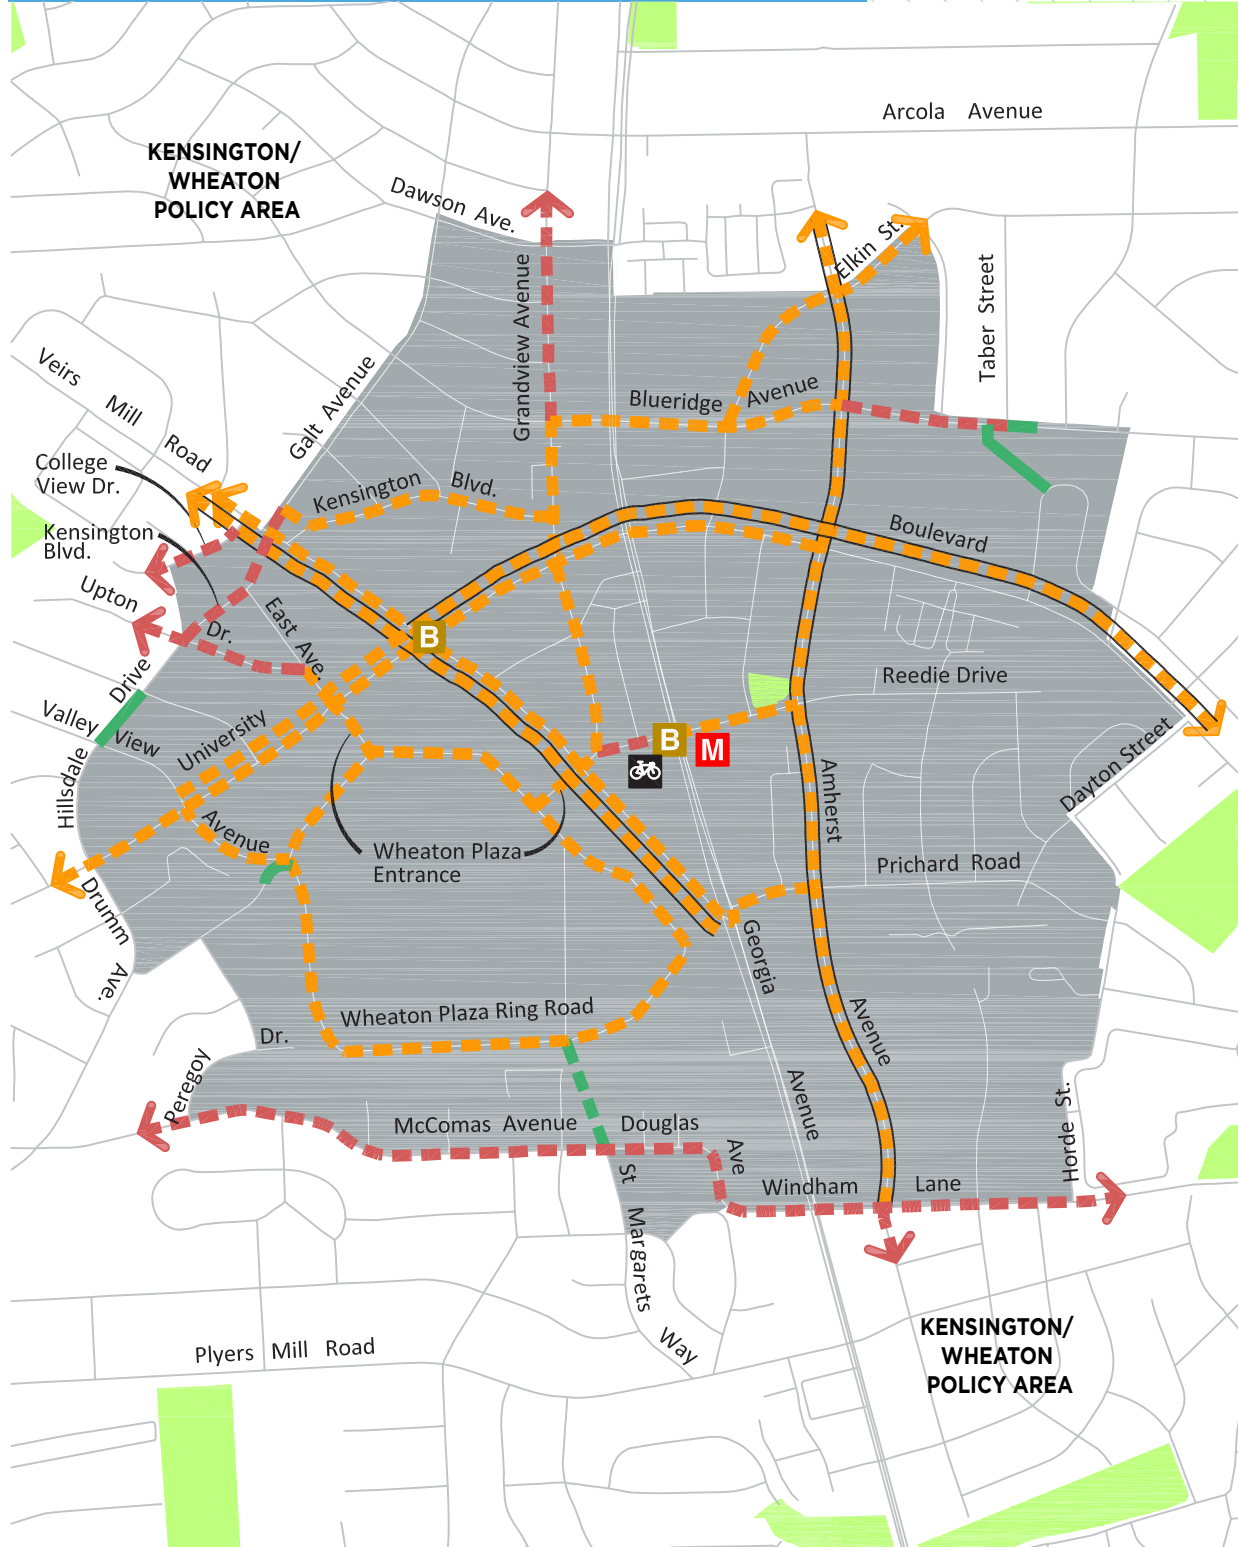 Arcola Avenue
KENSINGTON/
WHEATON
POLICY AREA
Dawson Ave.
Elkin St.
Grandview Avenue
Taber Street
Veirs Mill Road
Galt Avenue
Blueridge Avenue
College
View Dr.
Kensington Blvd.
Kensington
Blvd.
Boulevard
Upton Dr.
East Ave.
B
Drive
Reedie Drive
Valley View
University
B
M
Dayton Street
Hillsdale
Amherst
Avenue
Wheaton Plaza
Entrance
Prichard Road
Drumm
Ave.
Georgia
Wheaton Plaza Ring Road
Avenue
Dr.
Peregoy
McComas Avenue
Douglas
Ave
Avenue
Horpe St.
St
Windham Lane
Margarets
Way
KENSINGTON/
WHEATON
POLICY AREA
Plyers Mill Road